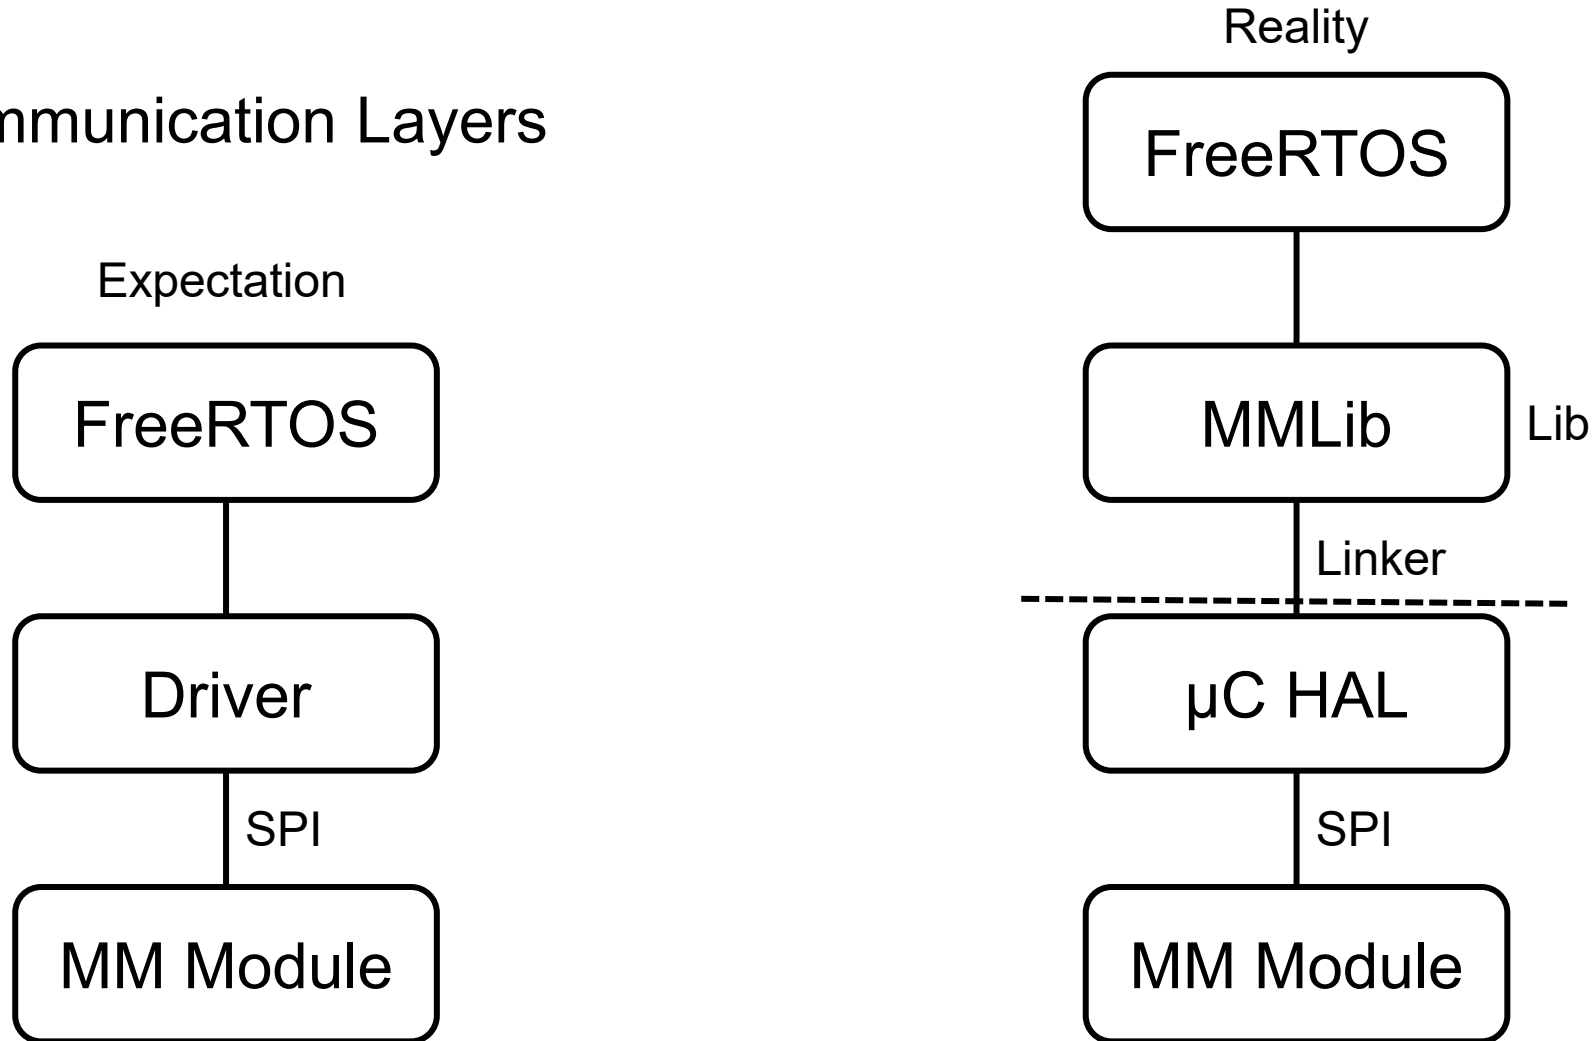 Reality
mmunication Layers
FreeRTOS
Expectation
FreeRTOS
MMLib
Lib
Linker
Driver
µC HAL
SPI
SPI
MM Module
MM Module